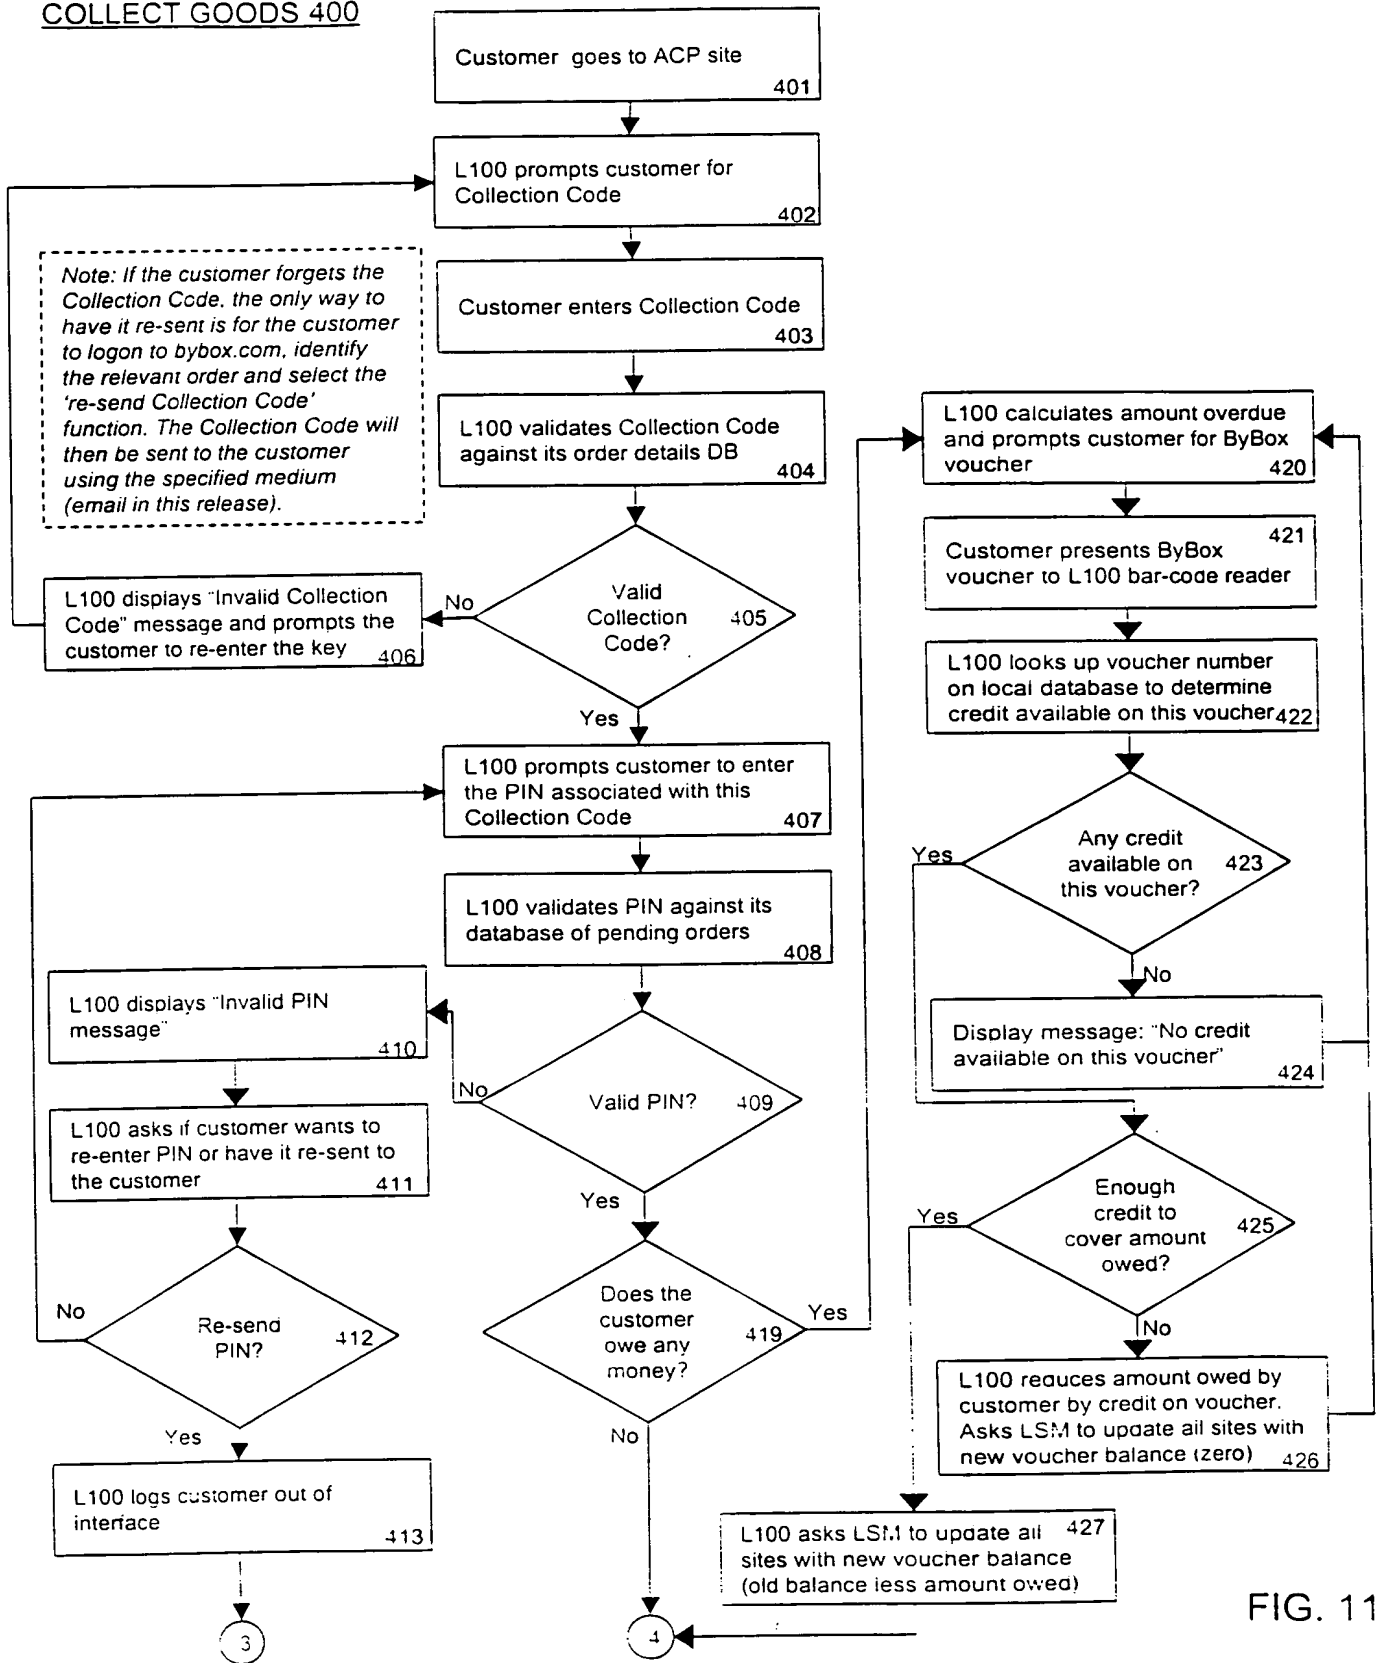 COLLECT GOODS 400
Customer goes to ACP site
401
L100 prompts customer for
Collection Code
402
Note: If the customer forgets the
Collection Code, the only way to
have it re-sent is for the customer
to logon to bybox.com, identify
the relevant order and select the
're-send Collection Code'
function. The Collection Code will
then be sent to the customer
using the specified medium
(email in this release).
Customer enters Collection Code
403
L100 validates Collection Code
against its order details DB
404
Valid
Collection
Code?
405
No
L100 displays "Invalid Collection
Code" message and prompts the
customer to re-enter the key
406
Yes
L100 prompts customer to enter
the PIN associated with this
Collection Code
407
L100 validates PIN against its
database of pending orders
408
Valid PIN?
409
No
L100 displays "Invalid PIN
message"
410
L100 asks if customer wants to
re-enter PIN or have it re-sent to
the customer
411
Re-send
PIN?
412
No
Yes
L100 logs customer out of
interface
413
3
Yes
Does the
customer
owe any
money?
419
Yes
No
4
L100 calculates amount overdue
and prompts customer for ByBox
voucher
420
421
Customer presents ByBox
voucher to L100 bar-code reader
L100 looks up voucher number
on local database to determine
credit available on this voucher
422
Any credit
available on
this voucher?
423
Yes
No
Display message: "No credit
available on this voucher"
424
Enough
credit to
cover amount
owed?
425
Yes
No
L100 reduces amount owed by
customer by credit on voucher.
Asks LSM to update all sites with
new voucher balance (zero)
426
L100 asks LSM to update all
sites with new voucher balance
(old balance less amount owed)
427
FIG. 11